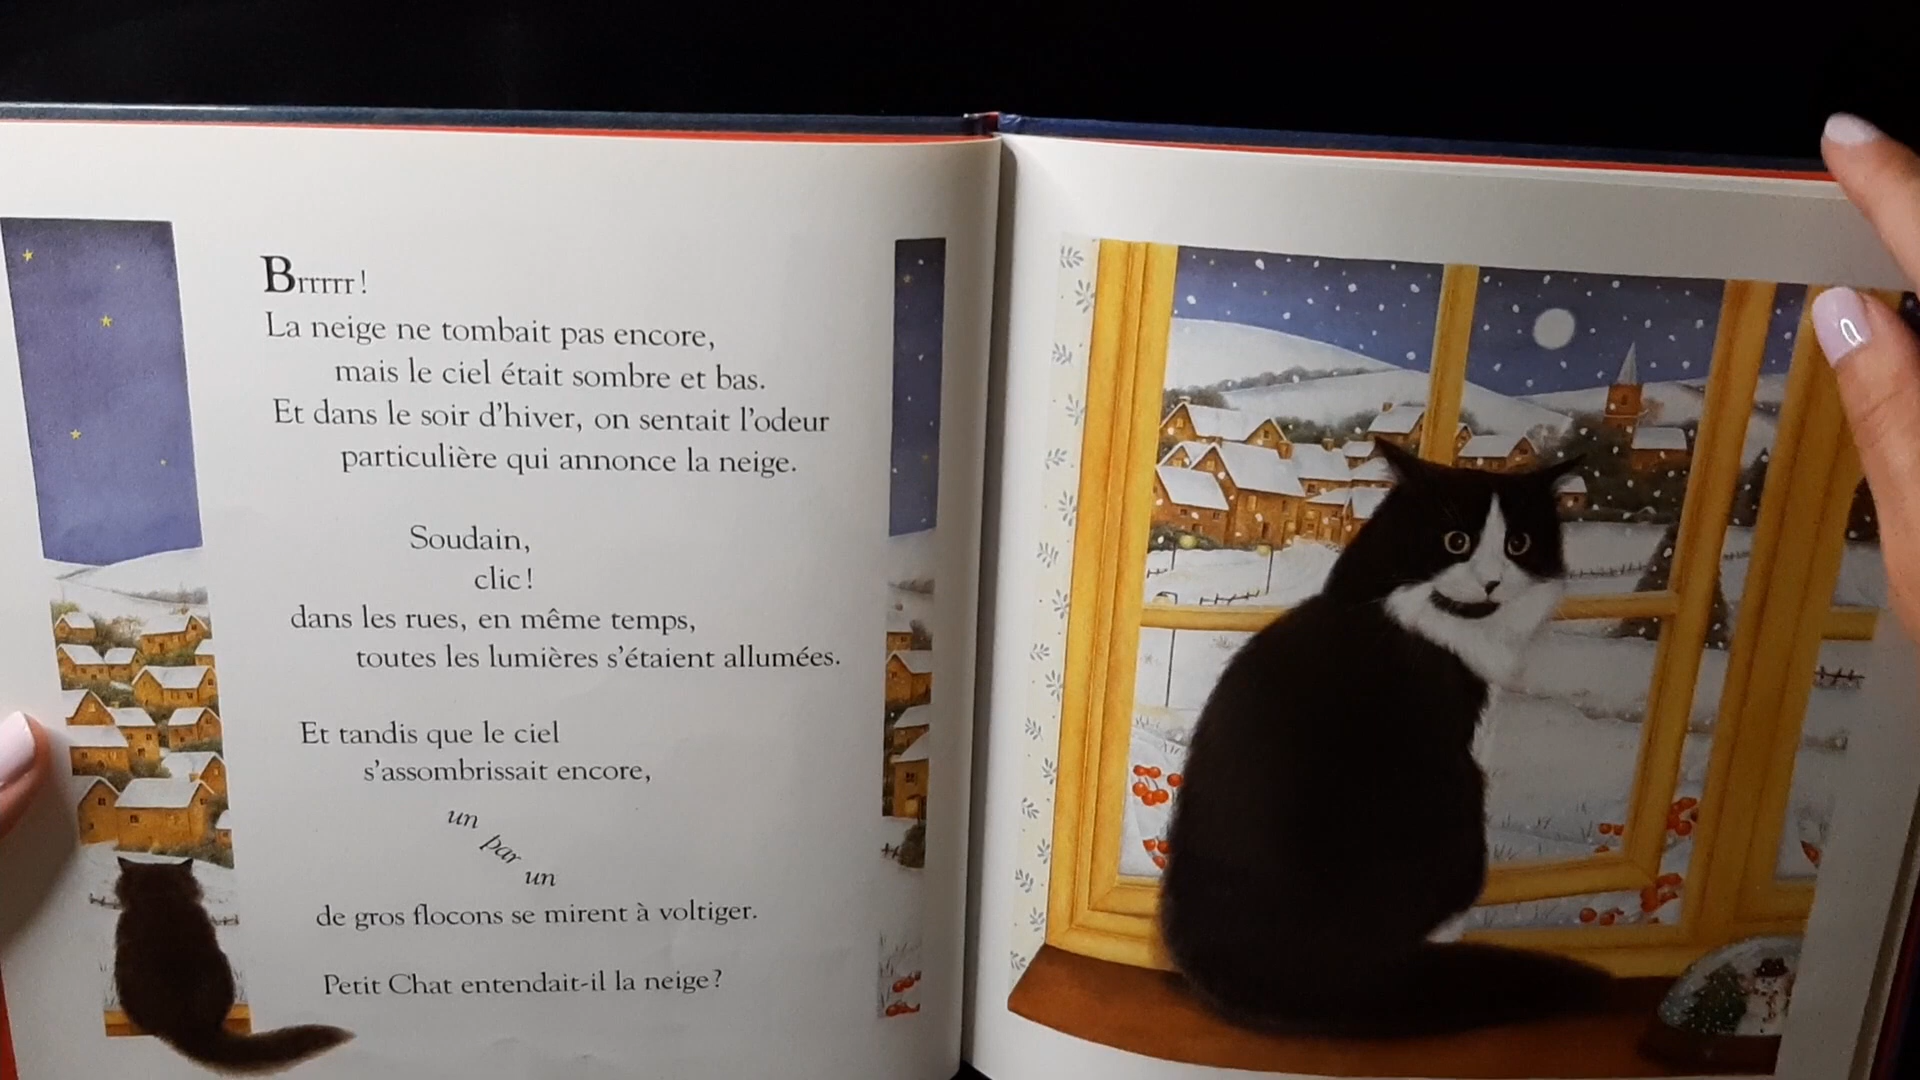 Brrrrr !
La neige ne tombait pas encore,
mais le ciel était sombre et bas.
Et dans le soir d'hiver, on sentait l'odeur
particulière qui annonce la neige.
Soudain,
clic !
dans les rues, en même temps,
toutes les lumières s'étaient allumées.
Et tandis que le ciel
s'assombrissait encore,
un
par
un
de gros flocons se mirent à voltiger.
Petit Chat entendait-il la neige ?